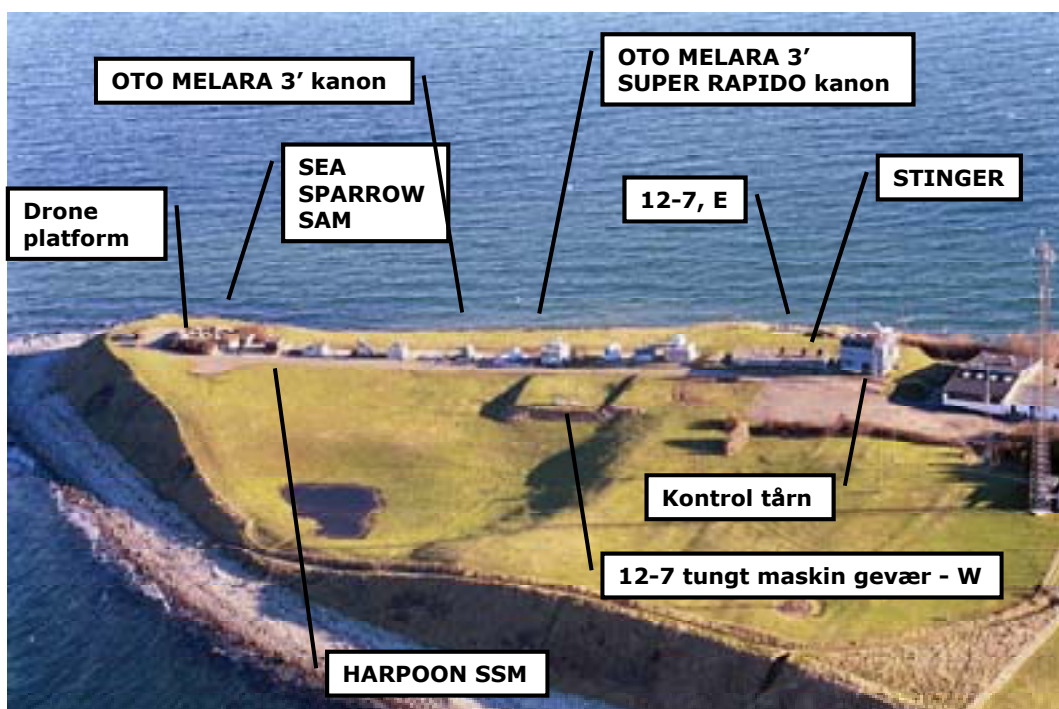 OTO MELARA 3’ kanon
OTO MELARA 3’
SUPER RAPIDO kanon
SEA
SPARROW
SAM
STINGER
12-7, E
Drone
platform
Kontrol tårn
12-7 tungt maskin gevær - W
HARPOON SSM